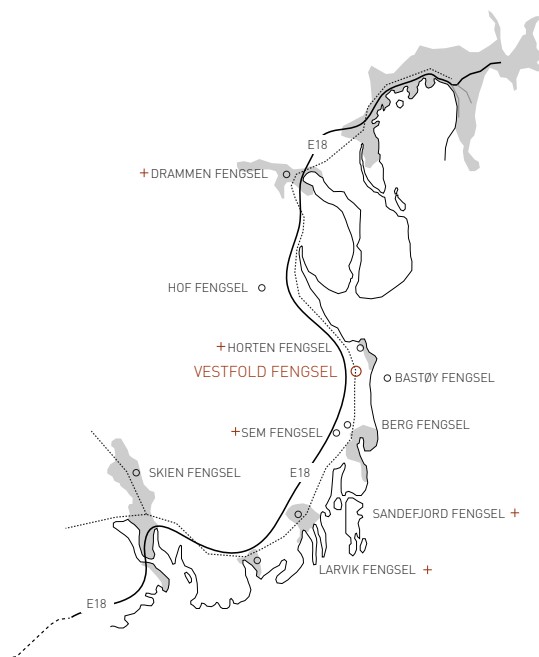 E18
+ DRAMMEN FENGSEL
HOF FENGSEL
+ HORTEN FENGSEL
VESTFOLD FENGSEL
BASTØY FENGSEL
BERG FENGSEL
+ SEM FENGSEL
SKIEN FENGSEL
E18
SANDEFJORD FENGSEL +
LARVIK FENGSEL +
E18